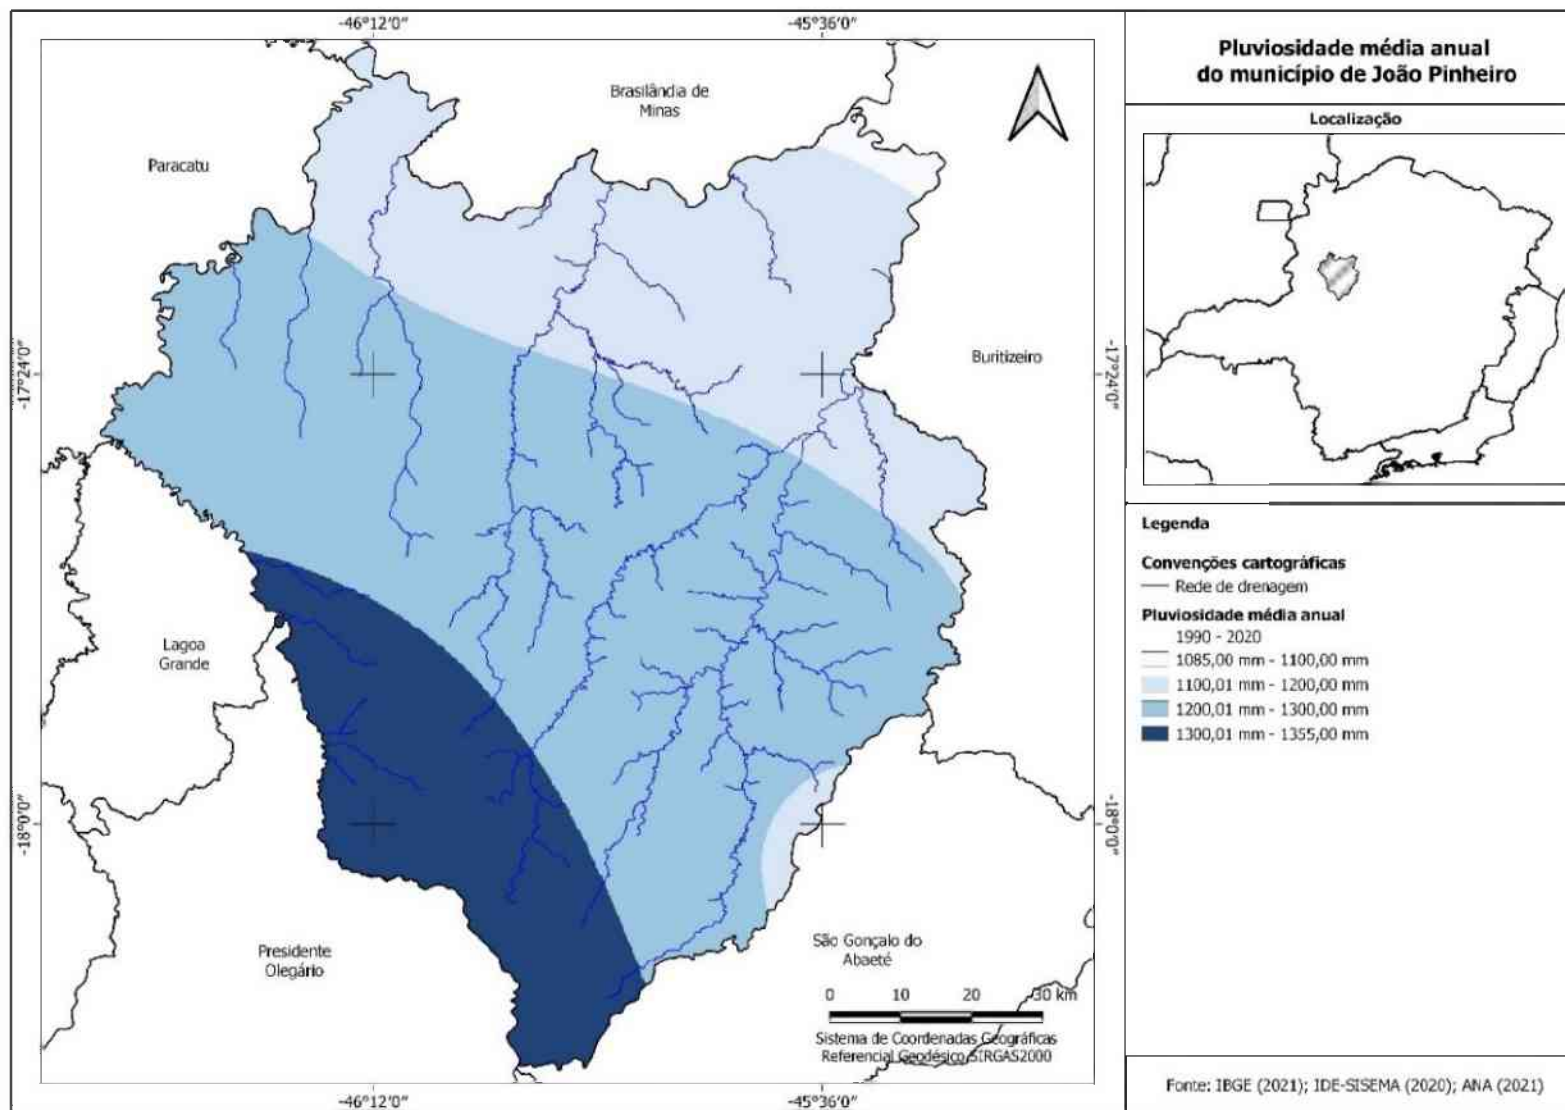 -46°12'0"
-45°36'0"
Brasilândia de
Minas
Paracatu
Buritizeiro
-17°24'0"
-17°24'0"
Lagoa
Grande
-18°0'0"
-18°0'0"
Presidente
Olegário
São Gonçalo do
Abaeté
0 10 20 30 km
Sistema de Coordenadas Geográficas
Referencial Geodésico SIRGAS2000
-46°12'0"
-45°36'0"
Pluviosidade média anual
do município de João Pinheiro
Localização
Legenda
Convenções cartográficas
Rede de drenagem
Pluviosidade média anual
1990 - 2020
1085,00 mm - 1100,00 mm
1100,01 mm - 1200,00 mm
1200,01 mm - 1300,00 mm
1300,01 mm - 1355,00 mm
Fonte: IBGE (2021); IDE-SISEMA (2020); ANA (2021)